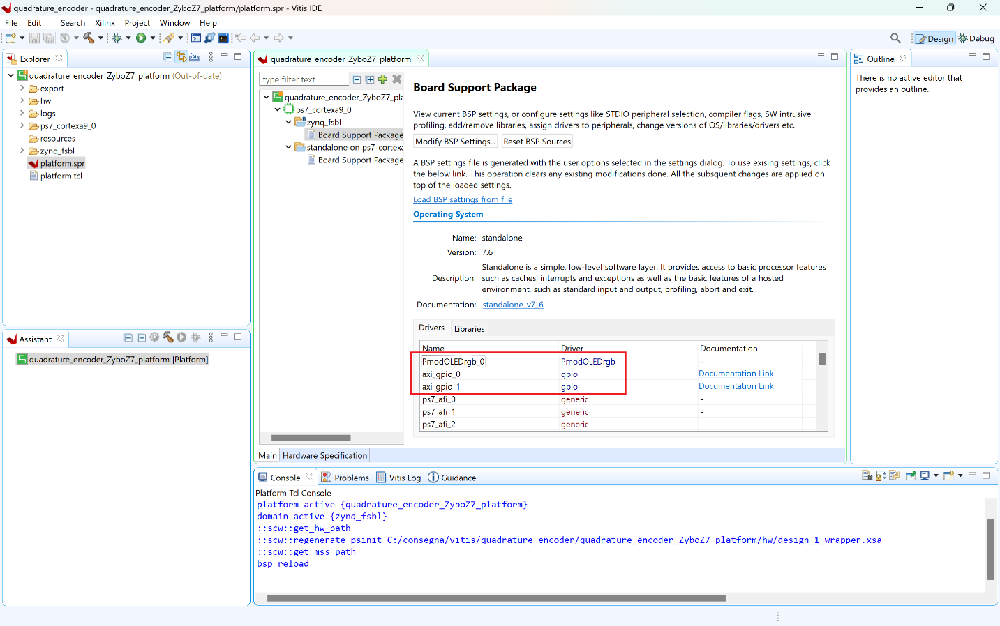 quadrature_encoder - quadrature_encoder_ZyboZ7_platform/platform.spr - Vitis IDE
File Edit Search Xilinx Project Window Help
Design Debug
Explorer
quadrature_encoder_ZyboZ7_platform (Out-of-date)
export
hw
logs
ps7_cortexa9_0
resources
zynq_fsbl
platform.spr
platform.tcl
Assistant
quadrature_encoder_ZyboZ7_platform [Platform]
quadrature_encoder_ZyboZ7_platform
type filter text
quadrature_encoder_ZyboZ7_pla
ps7_cortexa9_0
zynq_fsbl
Board Support Package
standalone on ps7_cortexa
Board Support Package
Board Support Package
View current BSP settings, or configure settings like STDIO peripheral selection, compiler flags, SW intrusive
profiling, add/remove libraries, assign drivers to peripherals, change versions of OS/libraries/drivers etc.
Modify BSP Settings... Reset BSP Sources
A BSP settings file is generated with the user options selected in the settings dialog. To use exising settings, click
the below link. This operation clears any existing modifications done. All the subsquent changes are applied on
top of the loaded settings.
Load BSP settings from file
Operating System
Name: standalone
Version: 7.6
Standalone is a simple, low-level software layer. It provides access to basic processor features
Description: such as caches, interrupts and exceptions as well as the basic features of a hosted
environment, such as standard input and output, profiling, abort and exit.
Documentation: standalone_v7_6
Drivers Libraries
Name Driver Documentation
PmodOLEDrgb_0 PmodOLEDrgb -
axi_gpio_0 gpio Documentation Link
axi_gpio_1 gpio Documentation Link
ps7_afi_0 generic -
ps7_afi_1 generic -
ps7_afi_2 generic -
Main Hardware Specification
Outline
There is no active editor that
provides an outline.
Console Problems Vitis Log Guidance
Platform Tcl Console
platform active {quadrature_encoder_ZyboZ7_platform}
domain active {zynq_fsbl}
::scw::get_hw_path
::scw::regenerate_psinit C:/consegna/vitis/quadrature_encoder/quadrature_encoder_ZyboZ7_platform/hw/design_1_wrapper.xsa
::scw::get_mss_path
bsp reload